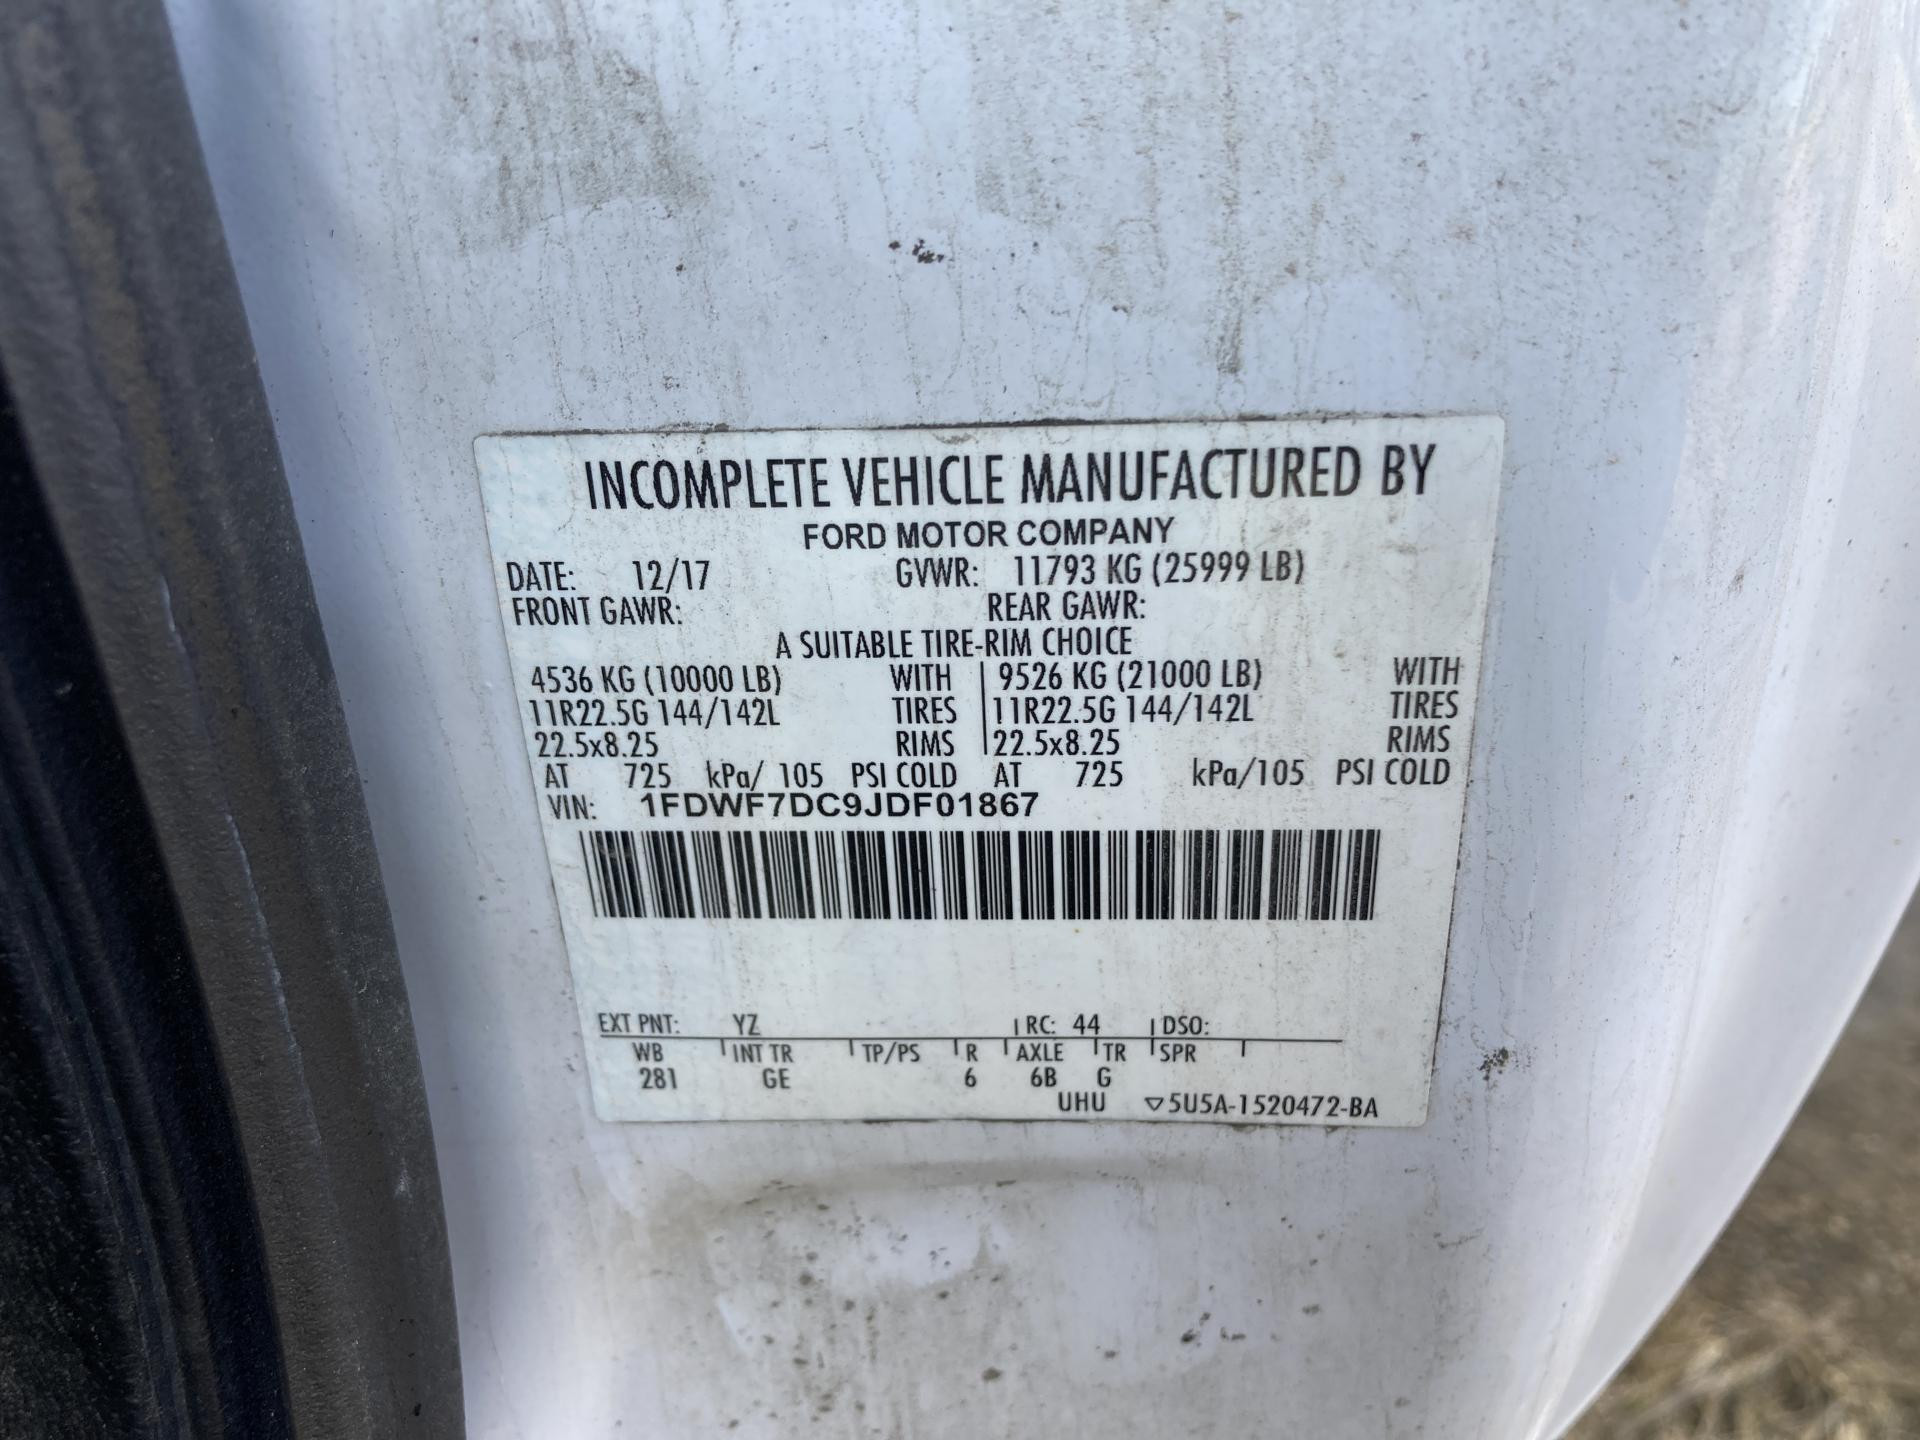 INCOMPLETE VEHICLE MANUFACTURED BY
FORD MOTOR COMPANY
DATE: 12/17 GVWR: 11793 KG (25999 LB)
FRONT GAWR: REAR GAWR:
A SUITABLE TIRE-RIM CHOICE
4536 KG (10000 LB) WITH 9526 KG (21000 LB) WITH
11R22.5G 144/142L TIRES 11R22.5G 144/142L TIRES
22.5x8.25 RIMS 22.5x8.25 RIMS
AT 725 kPa/ 105 PSI COLD AT 725 kPa/105 PSI COLD
VIN: 1FDWF7DC9JDF01867
EXT PNT: YZ RC: 44 DSO:
WB INT TR TP/PS R AXLE TR SPR
281 GE 6 6B G
UHU ▽5U5A-1520472-BA